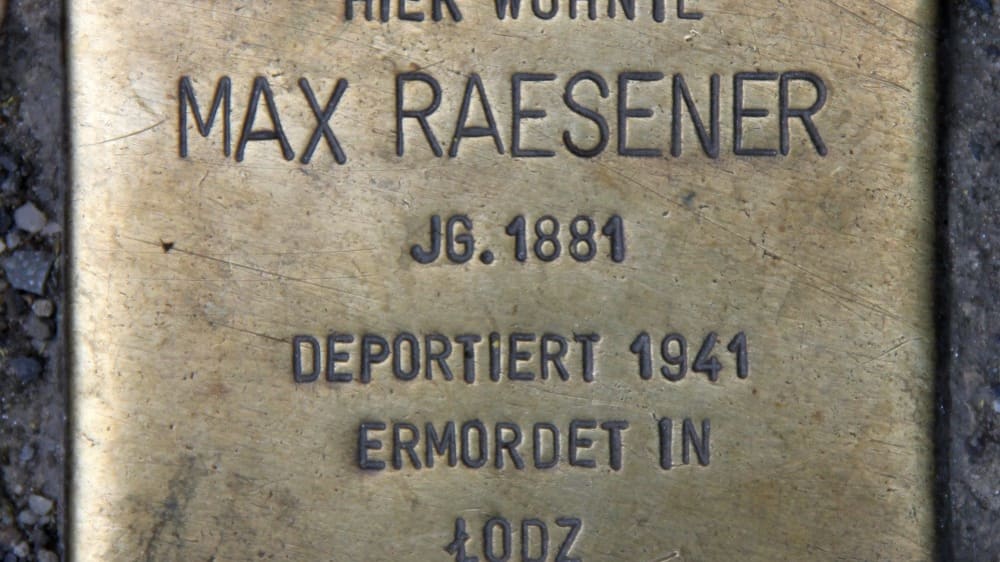 HIER WOHNTE
MAX RAESENER
JG. 1881
DEPORTIERT 1941
ERMORDET IN
ŁODZ